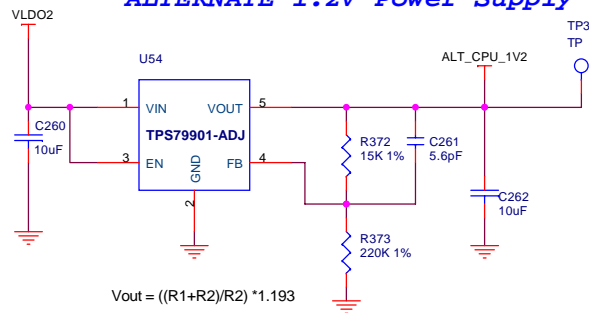 ALTERNATE 1.2V Power Supply
VLDO2
TP3
TP
U54
ALT_CPU_1V2
1
VIN
VOUT
5
TPS79901-ADJ
C260
10uF
R372
15K 1%
C261
5.6pF
3
EN
GND
FB
4
2
C262
10uF
R373
220K 1%
Vout = ((R1+R2)/R2) *1.193